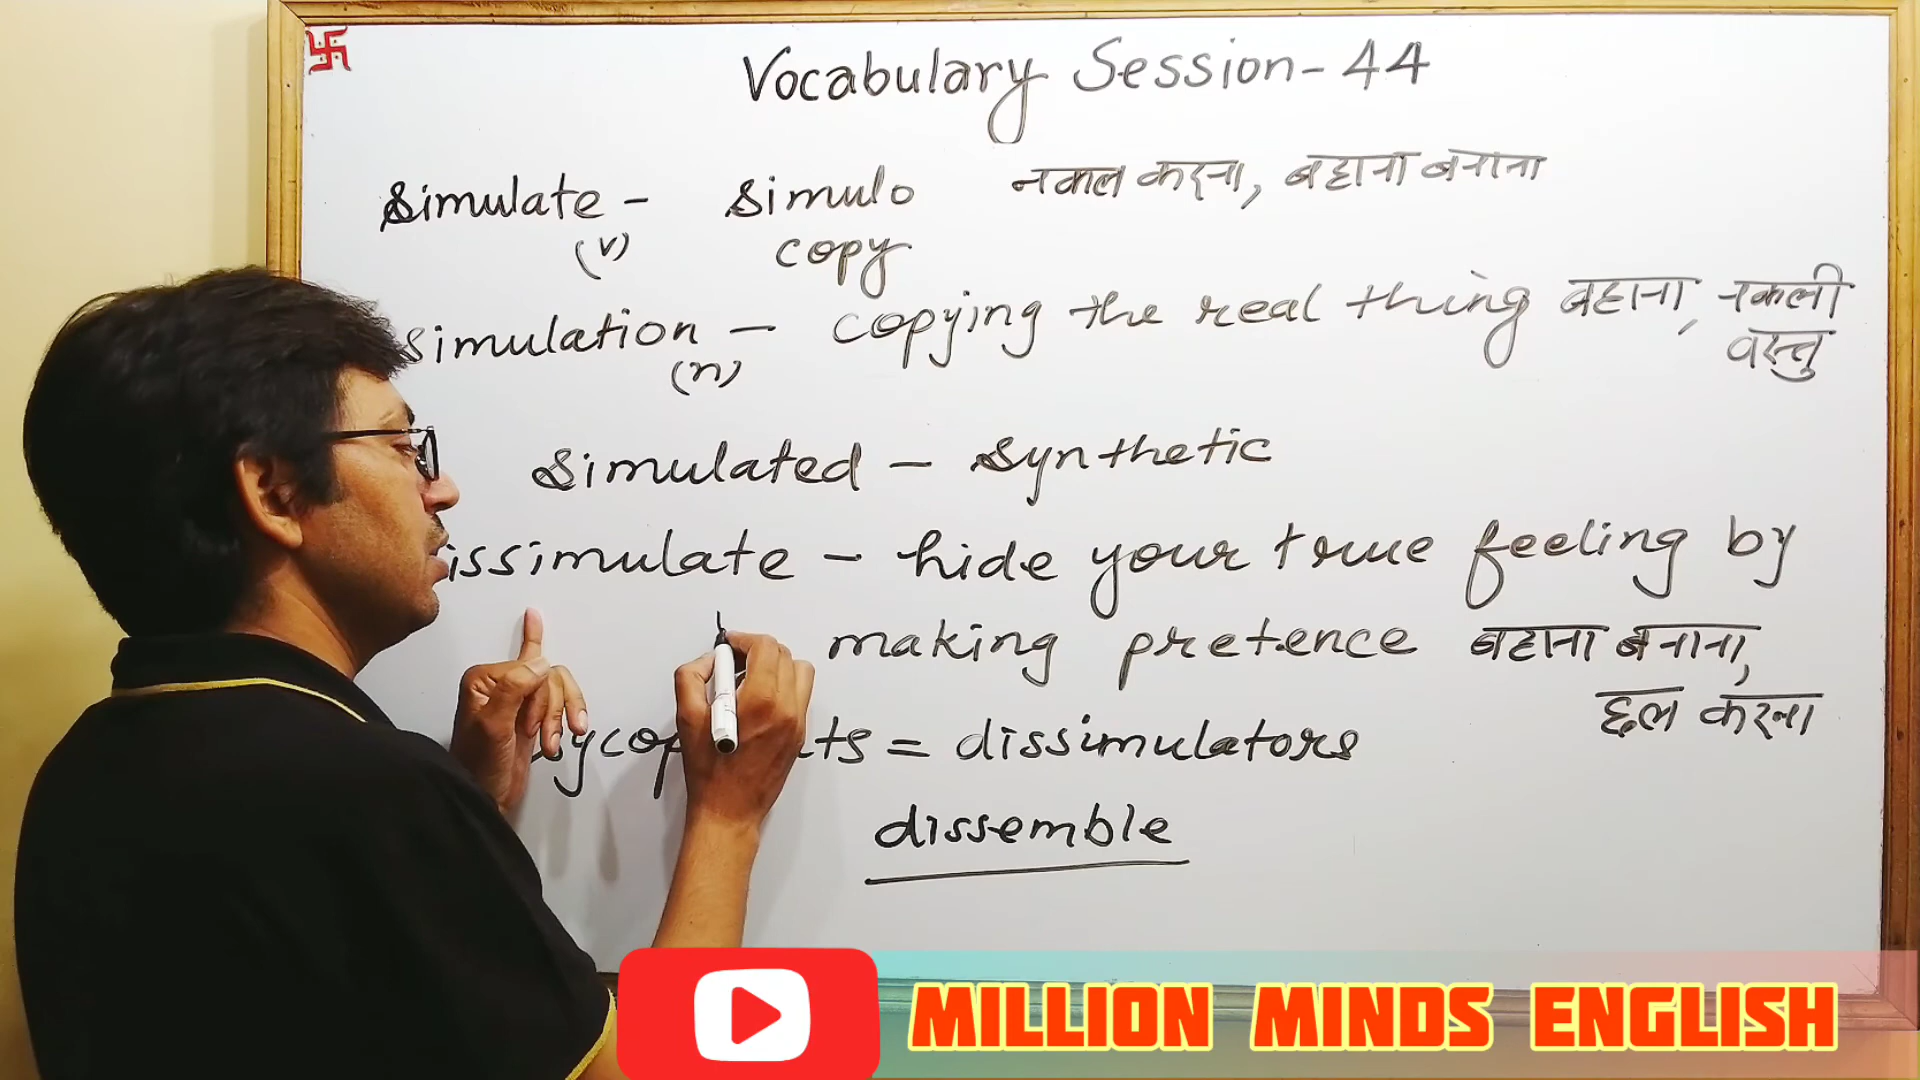 Vocabulary Session-44
Simulate - Simulo नकल करना, बहाना बनाना
(v) copy
simulation - copying the real thing बहाना, नकली
(n) वस्तु
Simulated - Synthetic
issimulate - hide your true feeling by
making pretence बहाना बनाना,
छल करना
= dissimulators
dissemble
MILLION MINDS ENGLISH